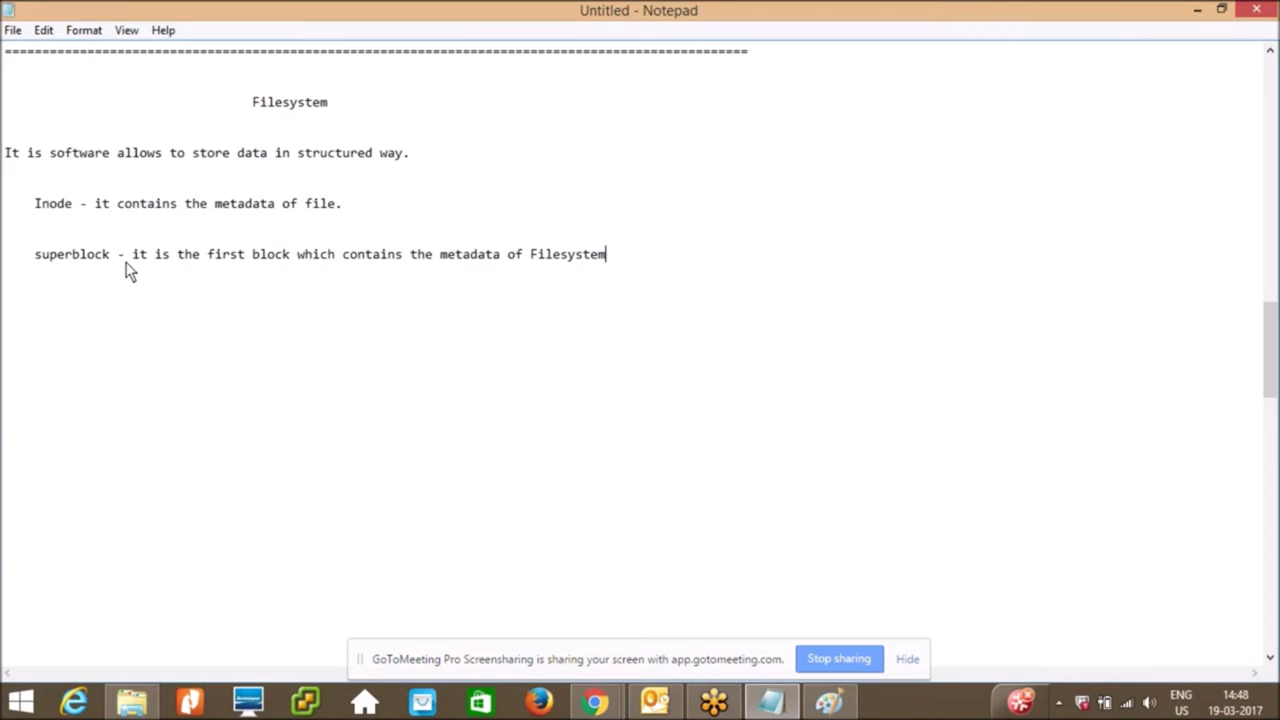 Untitled - Notepad
File Edit Format View Help
====================================================================================================
Filesystem
It is software allows to store data in structured way.
Inode - it contains the metadata of file.
superblock - it is the first block which contains the metadata of Filesystem
GoToMeeting Pro Screensharing is sharing your screen with app.gotomeeting.com. Stop sharing Hide
ENG 14:48
US 19-03-2017